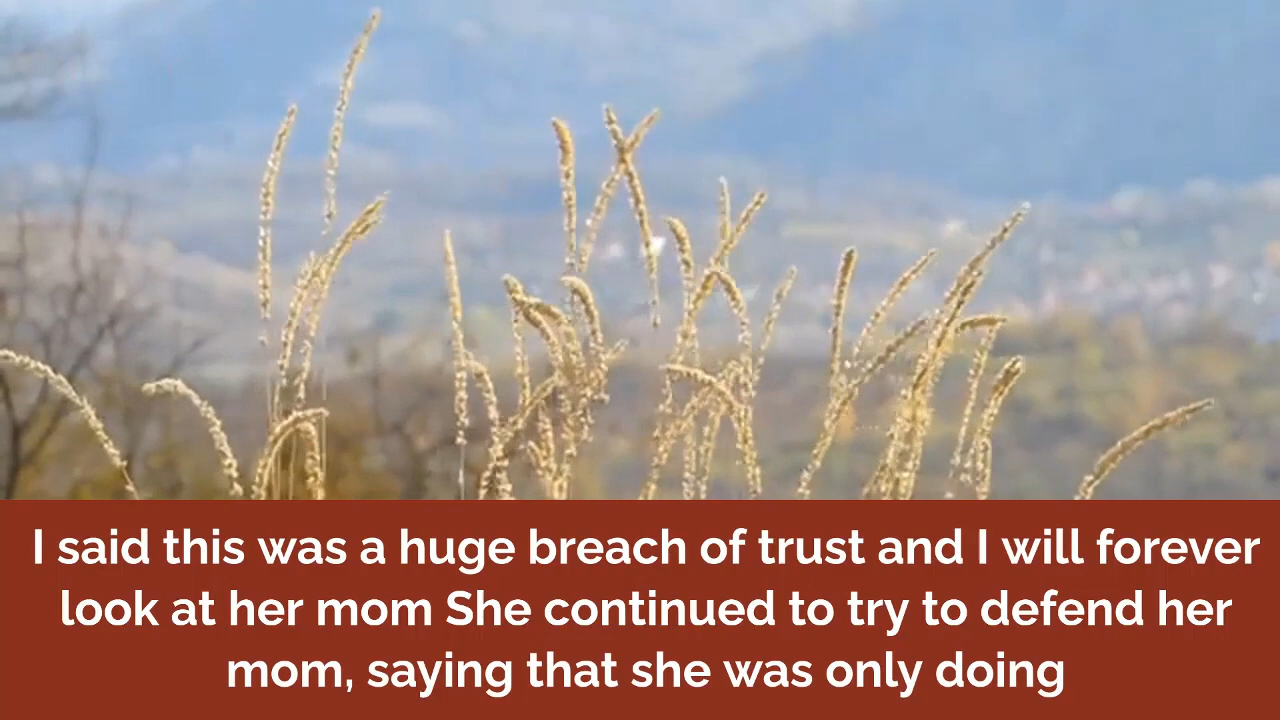 I said this was a huge breach of trust and I will forever
look at her mom She continued to try to defend her
mom, saying that she was only doing